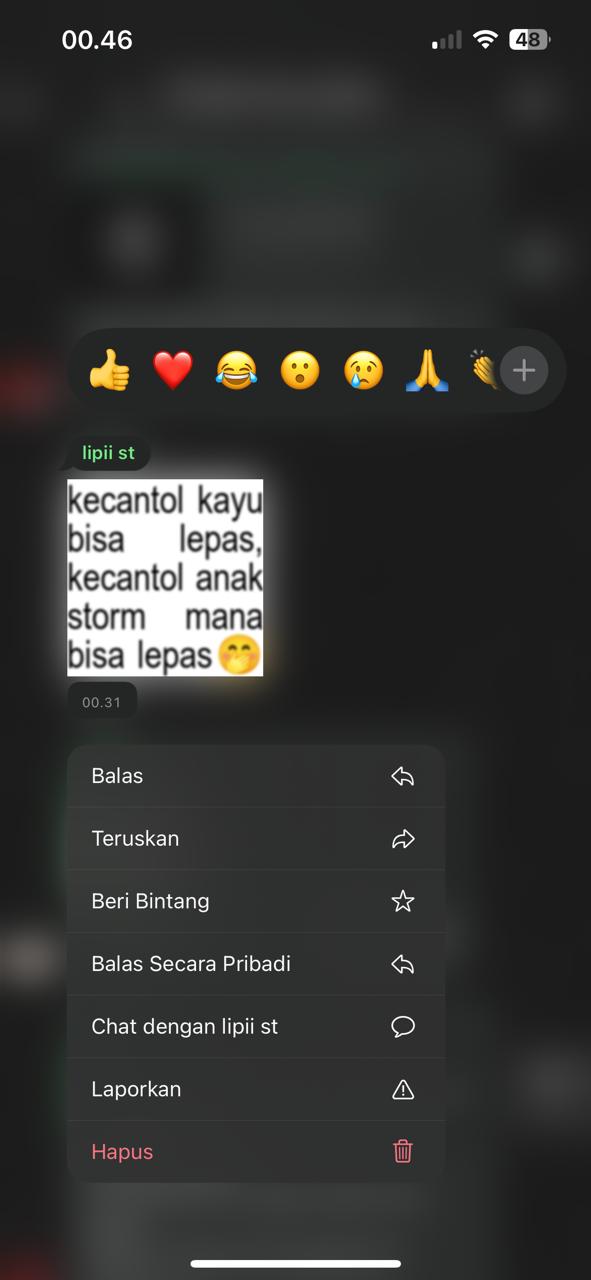 00.46
48
lipii st
kecantol kayu
bisa lepas,
kecantol anak
storm mana
bisa lepas🤭
00.31
Balas
Teruskan
Beri Bintang
Balas Secara Pribadi
Chat dengan lipii st
Laporkan
Hapus